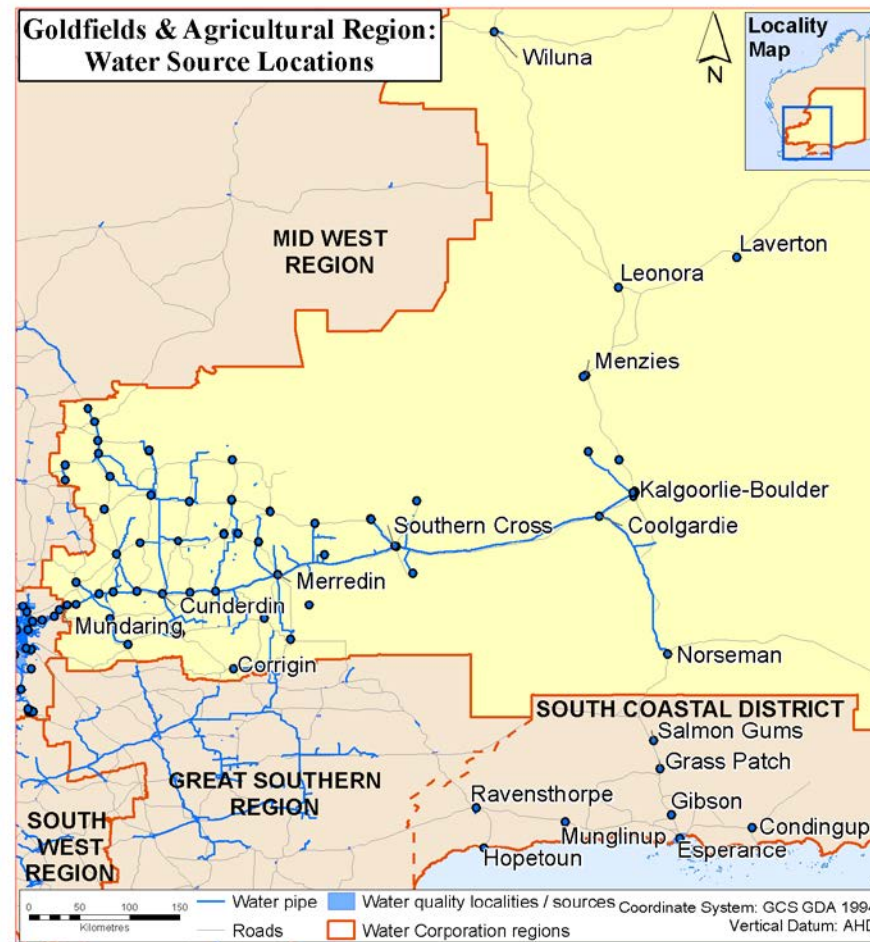 Goldfields & Agricultural Region:
Water Source Locations
N
Locality
Map
Wiluna
MID WEST
REGION
Laverton
Leonora
Menzies
Kalgoorlie-Boulder
Southern Cross
Coolgardie
Merredin
Cunderdin
Mundaring
Norseman
Corrigin
SOUTH COASTAL DISTRICT
Salmon Gums
Grass Patch
GREAT SOUTHERN
REGION
Ravensthorpe
Gibson
Condingup
SOUTH
WEST
REGION
Munglinup
Esperance
Hopetoun
0 50 100 150
Kilometres
Water pipe
Roads
Water quality localities / sources
Water Corporation regions
Coordinate System: GCS GDA 1994
Vertical Datum: AHD